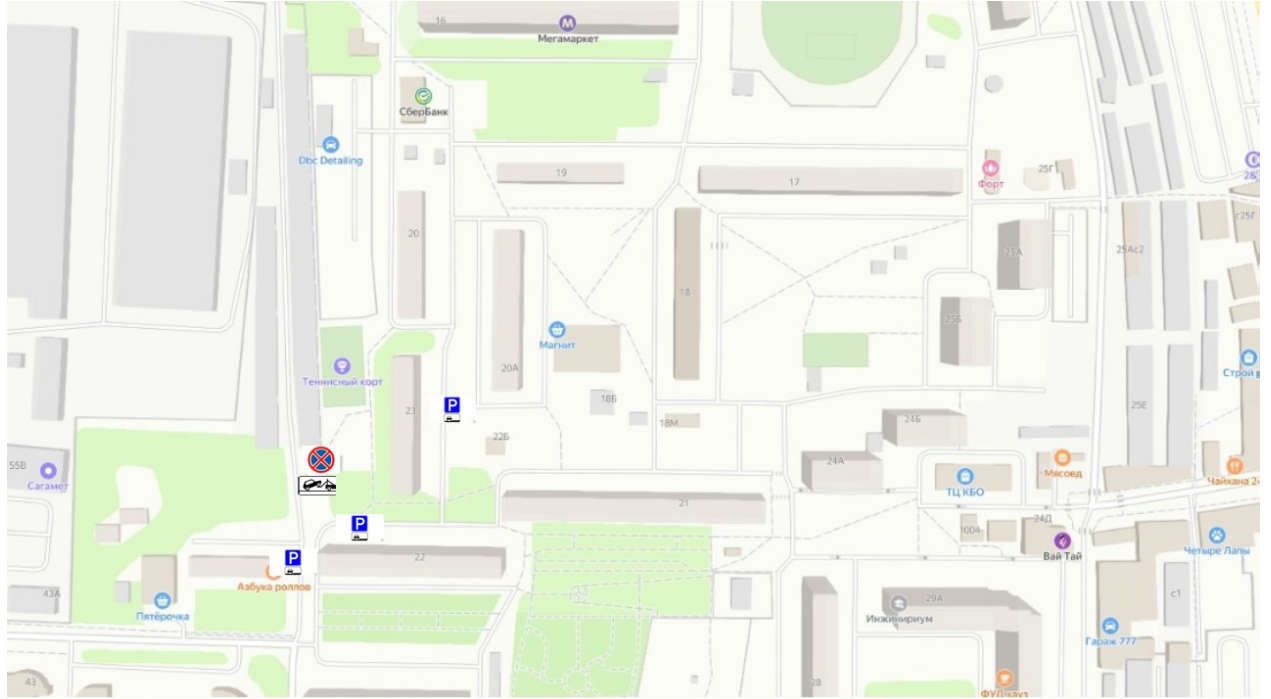 16
М
Мегамаркет
СберБанк
Dbc Detailing
19
17
Форт
25Г
28
с25Г
20
18
25А
25Ас2
25Б
Магнит
Теннисный корт
20А
Строй
23
P
18Б
25Е
22Б
18М
24Б
55В
Сагамет
24А
Мясоед
ТЦ КБО
Чайхана 24
21
24Д
P
1004
Вай Тай
Четыре Лапы
P
22
Азбука роллов
43А
Пятёрочка
29А
с1
Инжинириум
Гараж 777
43
28
ФУД хауз